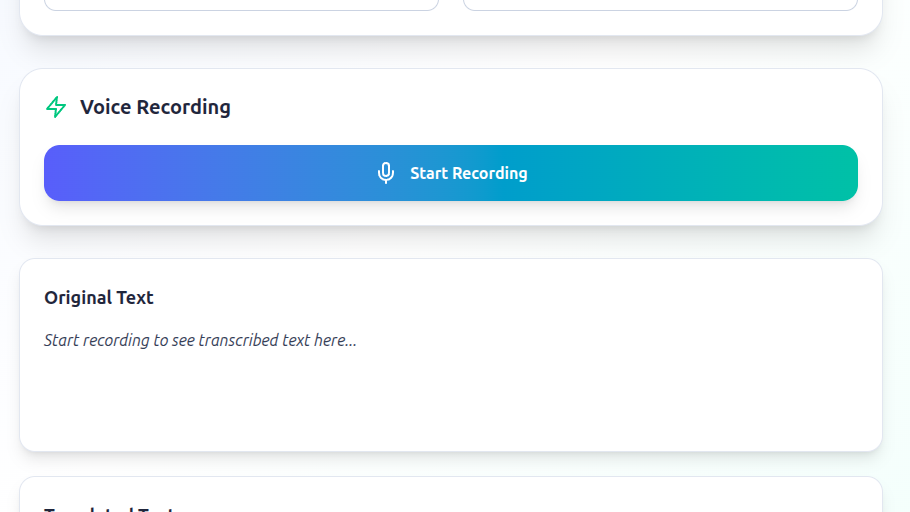 Voice Recording
Start Recording
Original Text
Start recording to see transcribed text here...